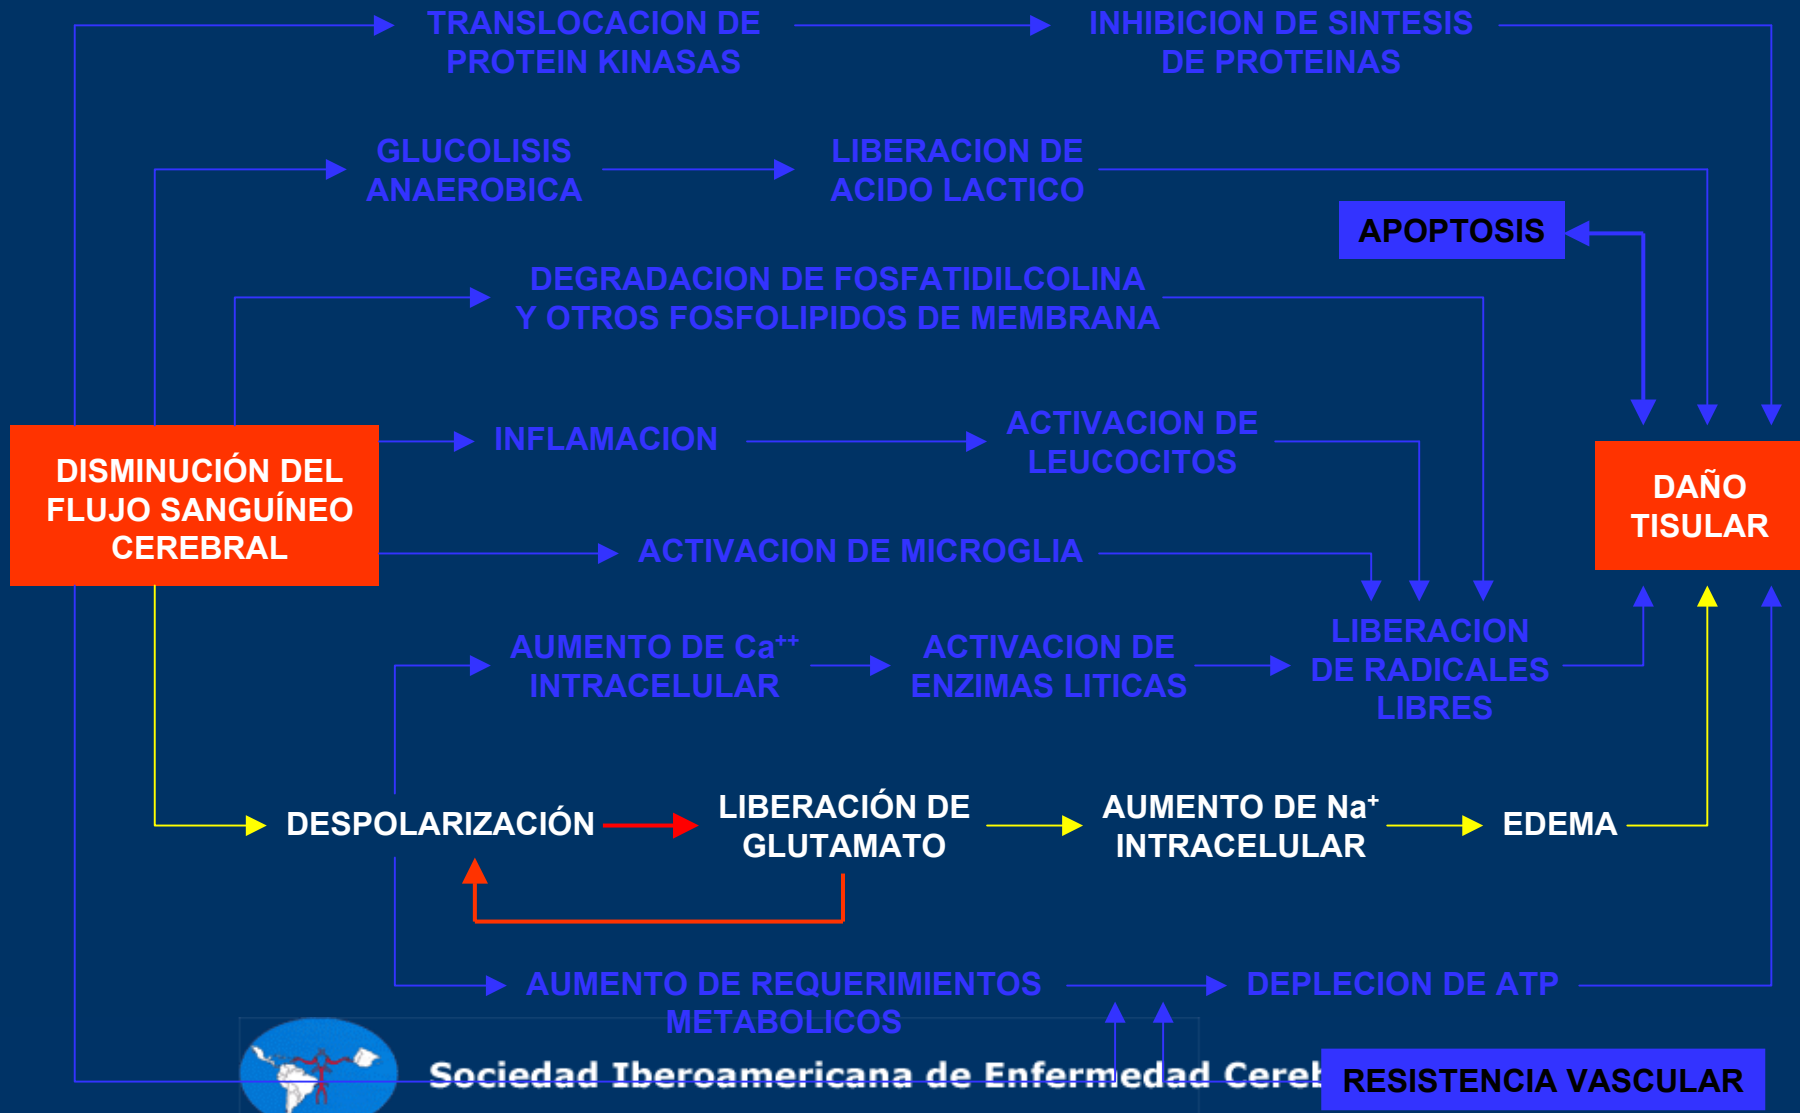 TRANSLOCACION DE
PROTEIN KINASAS
INHIBICION DE SINTESIS
DE PROTEINAS
GLUCOLISIS
ANAEROBICA
LIBERACION DE
ACIDO LACTICO
APOPTOSIS
DEGRADACION DE FOSFATIDILCOLINA
Y OTROS FOSFOLIPIDOS DE MEMBRANA
INFLAMACION
ACTIVACION DE
LEUCOCITOS
DISMINUCIÓN DEL
FLUJO SANGUÍNEO
CEREBRAL
DAÑO
TISULAR
ACTIVACION DE MICROGLIA
AUMENTO DE Ca⁺⁺
INTRACELULAR
ACTIVACION DE
ENZIMAS LITICAS
LIBERACION
DE RADICALES
LIBRES
DESPOLARIZACIÓN
LIBERACIÓN DE
GLUTAMATO
AUMENTO DE Na⁺
INTRACELULAR
EDEMA
AUMENTO DE REQUERIMIENTOS
METABOLICOS
DEPLECION DE ATP
Sociedad Iberoamericana de Enfermedad
RESISTENCIA VASCULAR